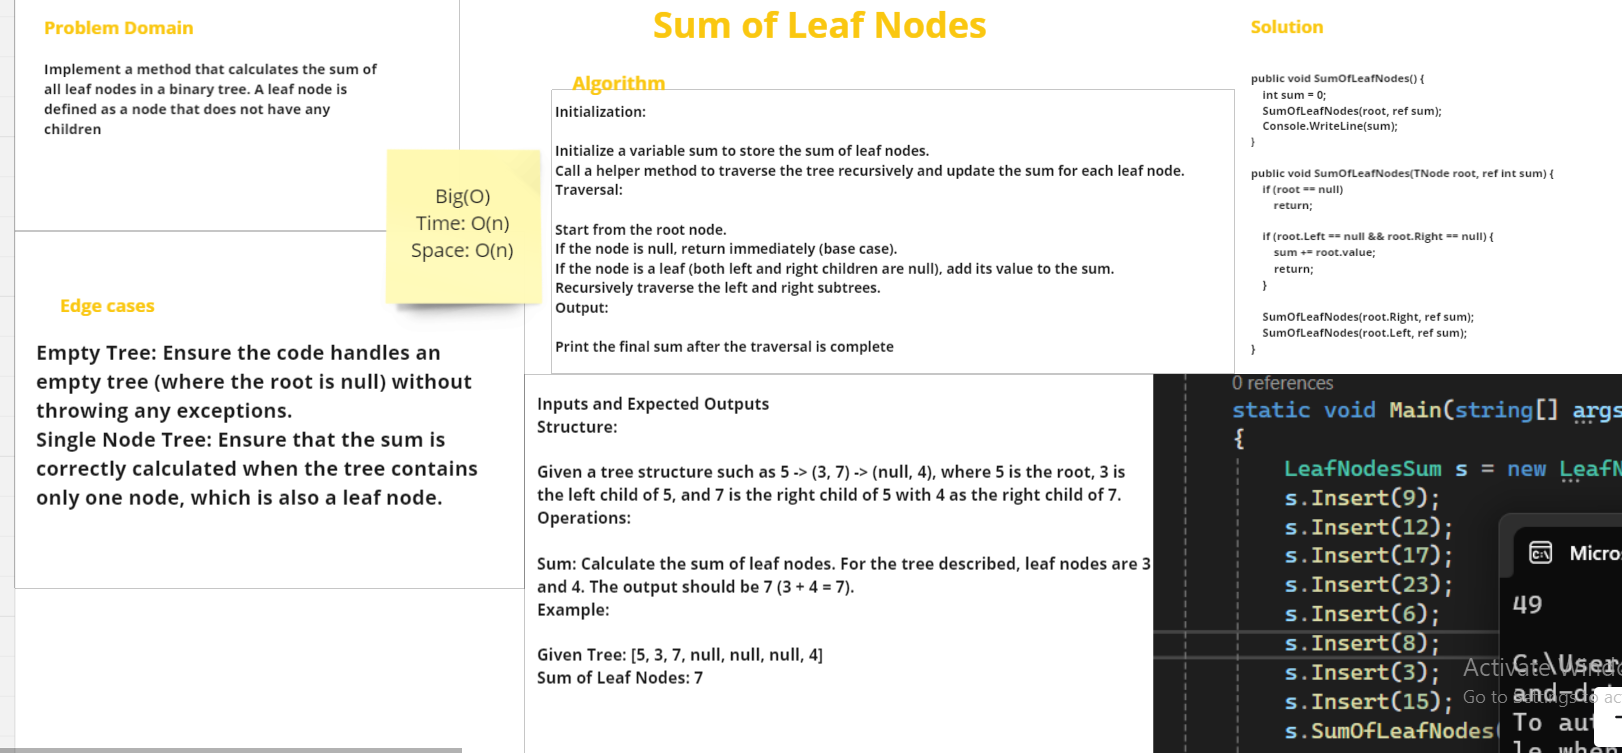 Sum of Leaf Nodes
Problem Domain
Implement a method that calculates the sum of
all leaf nodes in a binary tree. A leaf node is
defined as a node that does not have any
children
Big(O)
Time: O(n)
Space: O(n)
Edge cases
Empty Tree: Ensure the code handles an
empty tree (where the root is null) without
throwing any exceptions.
Single Node Tree: Ensure that the sum is
correctly calculated when the tree contains
only one node, which is also a leaf node.
Algorithm
Initialization:
Initialize a variable sum to store the sum of leaf nodes.
Call a helper method to traverse the tree recursively and update the sum for each leaf node.
Traversal:
Start from the root node.
If the node is null, return immediately (base case).
If the node is a leaf (both left and right children are null), add its value to the sum.
Recursively traverse the left and right subtrees.
Output:
Print the final sum after the traversal is complete
Inputs and Expected Outputs
Structure:
Given a tree structure such as 5 -> (3, 7) -> (null, 4), where 5 is the root, 3 is
the left child of 5, and 7 is the right child of 5 with 4 as the right child of 7.
Operations:
Sum: Calculate the sum of leaf nodes. For the tree described, leaf nodes are 3
and 4. The output should be 7 (3 + 4 = 7).
Example:
Given Tree: [5, 3, 7, null, null, null, 4]
Sum of Leaf Nodes: 7
Solution
public void SumOfLeafNodes() {
int sum = 0;
SumOfLeafNodes(root, ref sum);
Console.WriteLine(sum);
}
public void SumOfLeafNodes(TNode root, ref int sum) {
if (root == null)
return;
if (root.Left == null && root.Right == null) {
sum += root.value;
return;
}
SumOfLeafNodes(root.Right, ref sum);
SumOfLeafNodes(root.Left, ref sum);
}
0 references
static void Main(string[] args
{
LeafNodesSum s = new LeafN
s.Insert(9);
s.Insert(12);
s.Insert(17);
s.Insert(23);
s.Insert(6);
s.Insert(8);
s.Insert(3);
s.Insert(15);
s.SumOfLeafNodes(
Micro
49
C:\User
and-da
To aut
le whe
Activate Windo
Go to Settings to ac